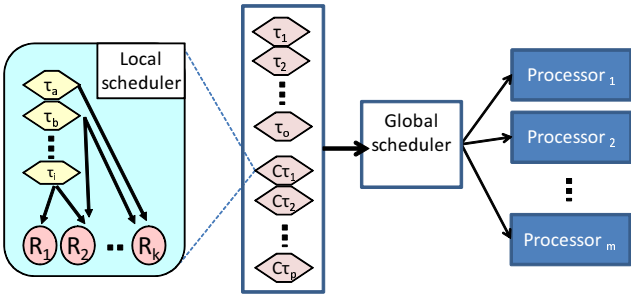 Local
scheduler
τa
τb
τi
R1
R2
Rk
τ1
τ2
τo
Cτ1
Cτ2
Cτp
Global
scheduler
Processor 1
Processor 2
Processor m